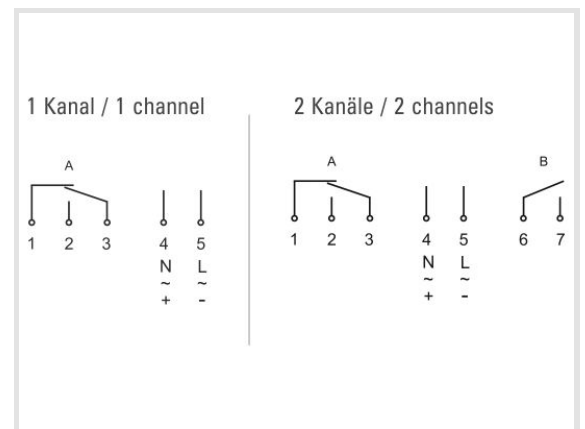 1 Kanal / 1 channel
A
1 2 3 4 5
N L
~ ~
+ -
2 Kanäle / 2 channels
A B
1 2 3 4 5 6 7
N L
~ ~
+ -